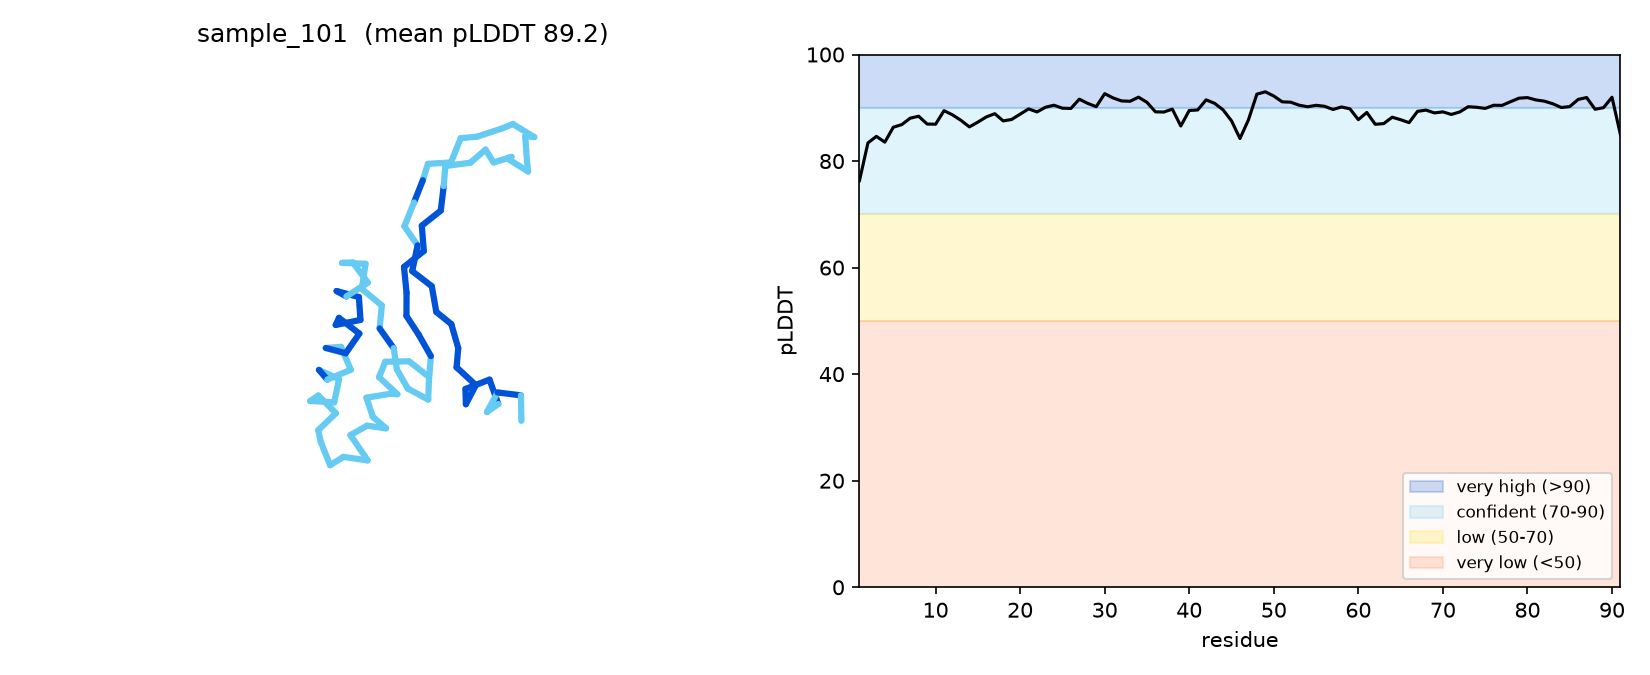 sample_101 (mean pLDDT 89.2)
100
80
60
40
20
0
pLDDT
10 20 30 40 50 60 70 80 90
residue
very high (>90)
confident (70-90)
low (50-70)
very low (<50)